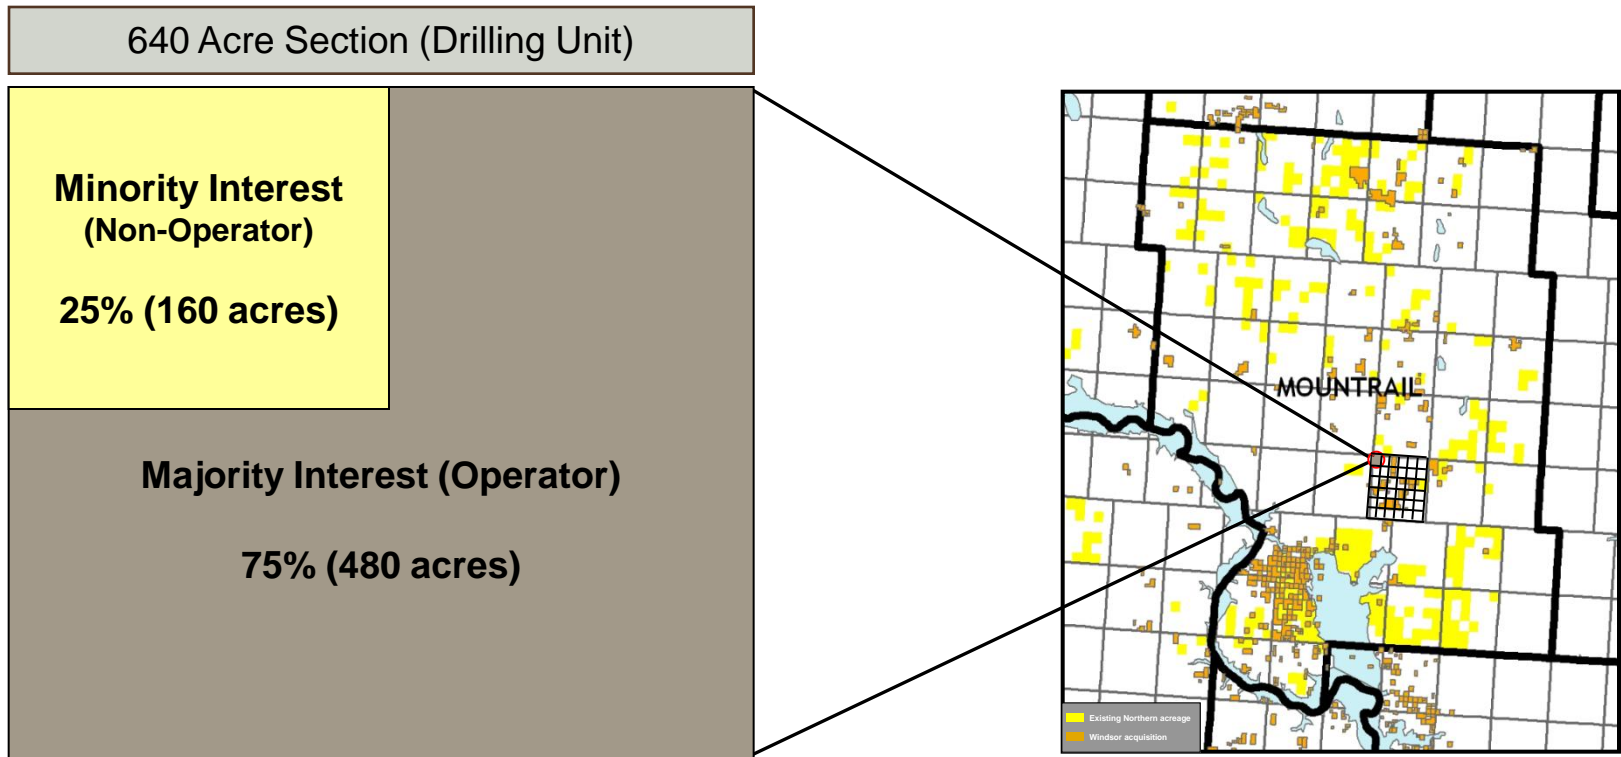 640 Acre Section (Drilling Unit)
Minority Interest
(Non-Operator)
25% (160 acres)
Majority Interest (Operator)
75% (480 acres)
MOUNTRAIL
Existing Northern acreage
Windsor acquisition